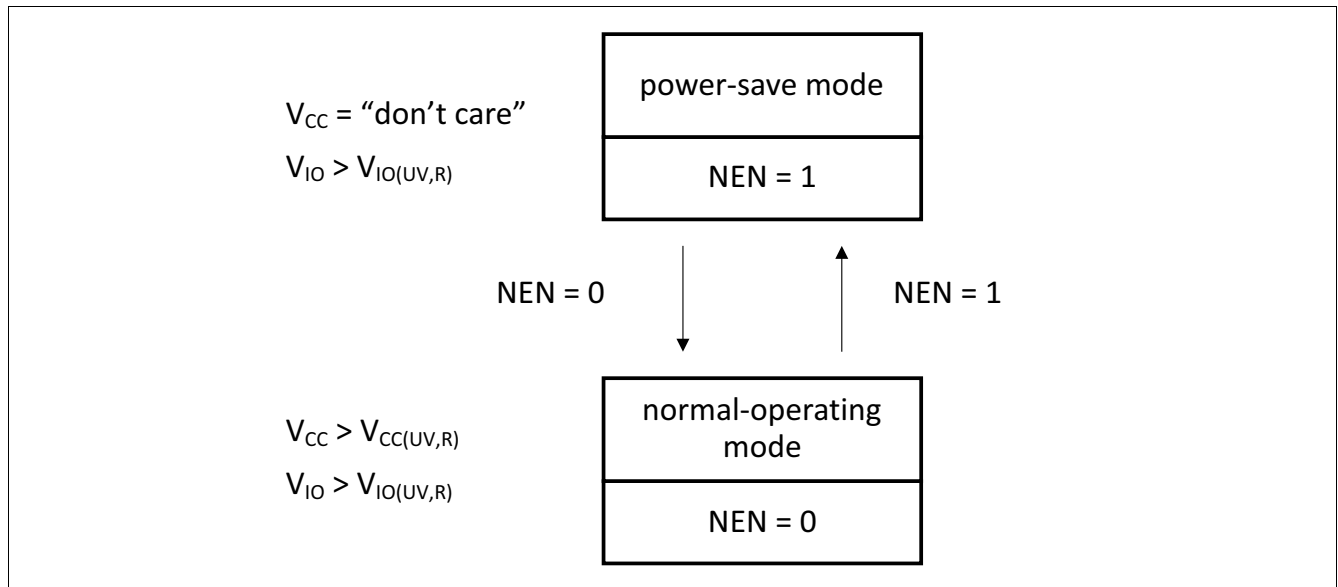 power-save mode
V_CC = “don’t care”
V_IO > V_IO(UV,R)
NEN = 1
NEN = 0
NEN = 1
normal-operating
mode
V_CC > V_CC(UV,R)
V_IO > V_IO(UV,R)
NEN = 0